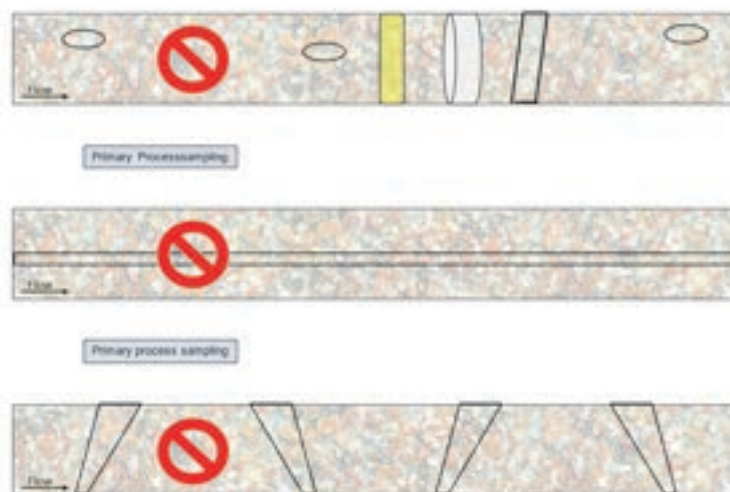 Flow
Primary Processsampling
Flow
Primary process sampling
Flow